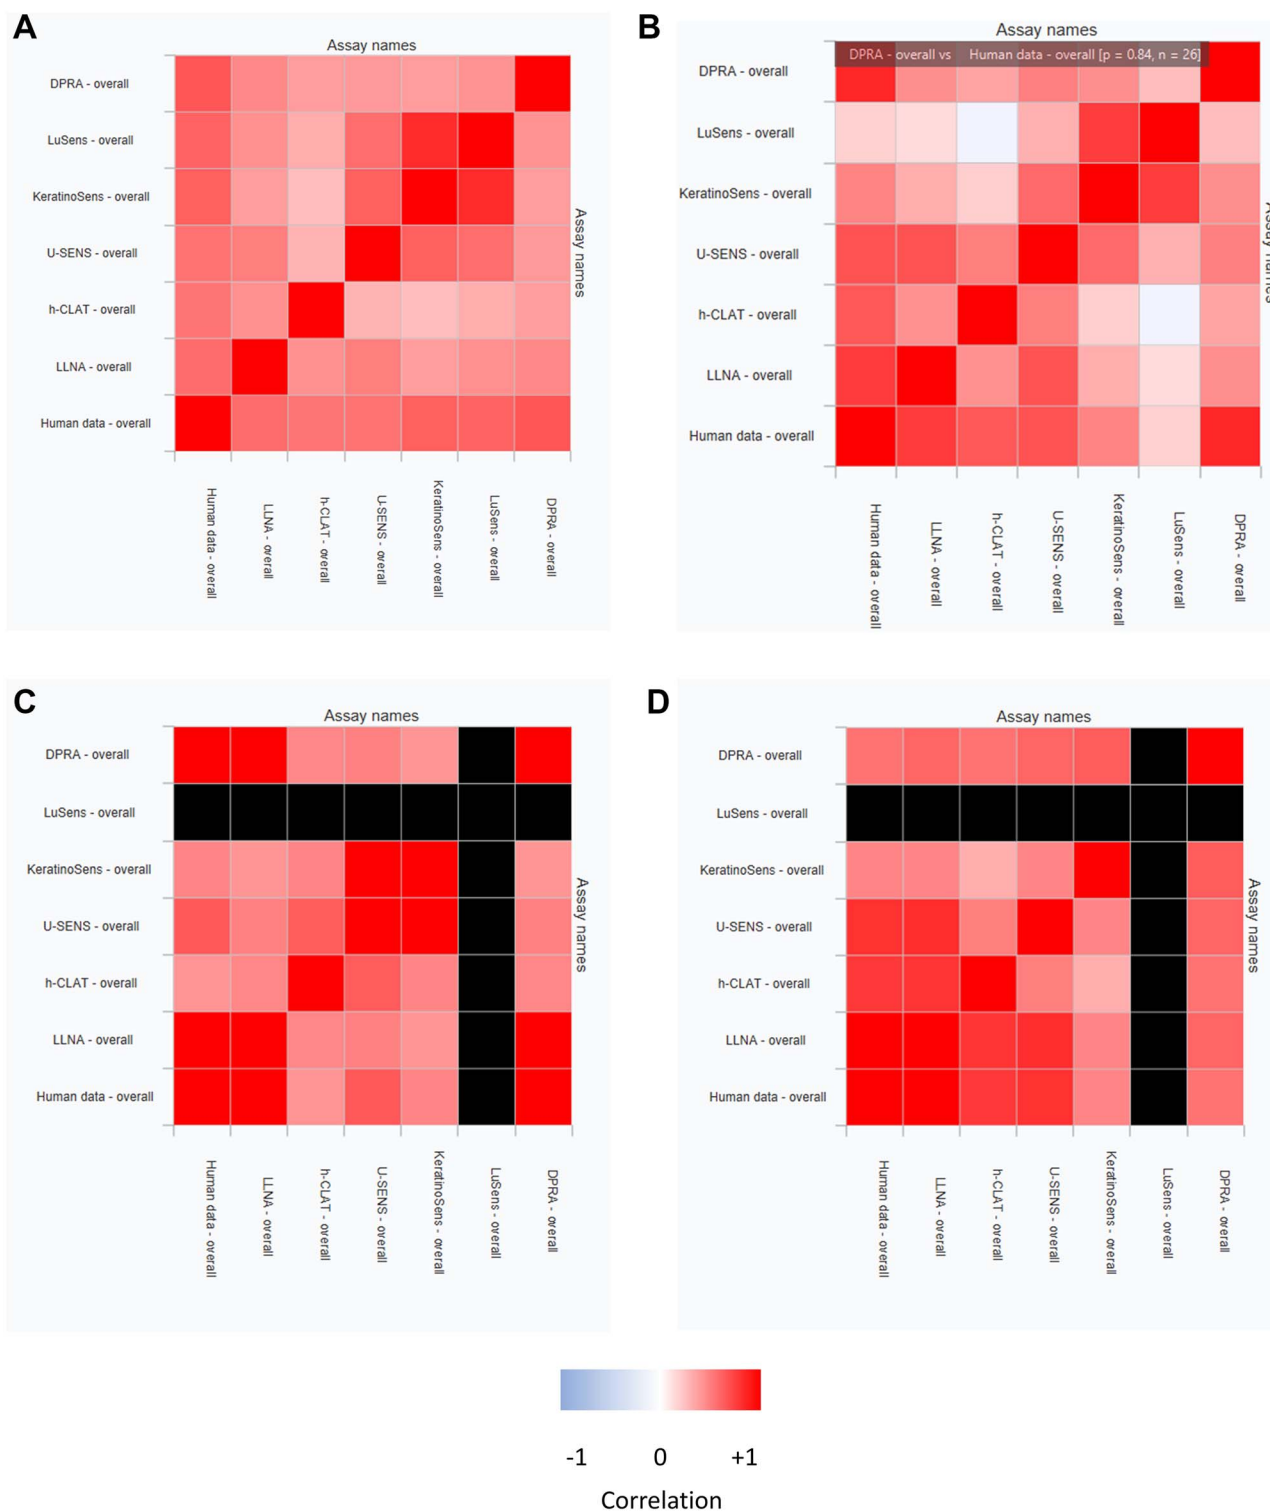 A
Assay names
DPRA - overall
LuSens - overall
KeratinoSens - overall
U-SENS - overall
h-CLAT - overall
LLNA - overall
Human data - overall
Assay names
Human data - overall
LLNA - overall
h-CLAT - overall
U-SENS - overall
KeratinoSens - overall
LuSens - overall
DPRA - overall
B
Assay names
DPRA - overall vs Human data - overall [p = 0.84, n = 26]
DPRA - overall
LuSens - overall
KeratinoSens - overall
U-SENS - overall
h-CLAT - overall
LLNA - overall
Human data - overall
Assay names
Human data - overall
LLNA - overall
h-CLAT - overall
U-SENS - overall
KeratinoSens - overall
LuSens - overall
DPRA - overall
C
Assay names
DPRA - overall
LuSens - overall
KeratinoSens - overall
U-SENS - overall
h-CLAT - overall
LLNA - overall
Human data - overall
Assay names
Human data - overall
LLNA - overall
h-CLAT - overall
U-SENS - overall
KeratinoSens - overall
LuSens - overall
DPRA - overall
D
Assay names
DPRA - overall
LuSens - overall
KeratinoSens - overall
U-SENS - overall
h-CLAT - overall
LLNA - overall
Human data - overall
Assay names
Human data - overall
LLNA - overall
h-CLAT - overall
U-SENS - overall
KeratinoSens - overall
LuSens - overall
DPRA - overall
-1 0 +1
Correlation